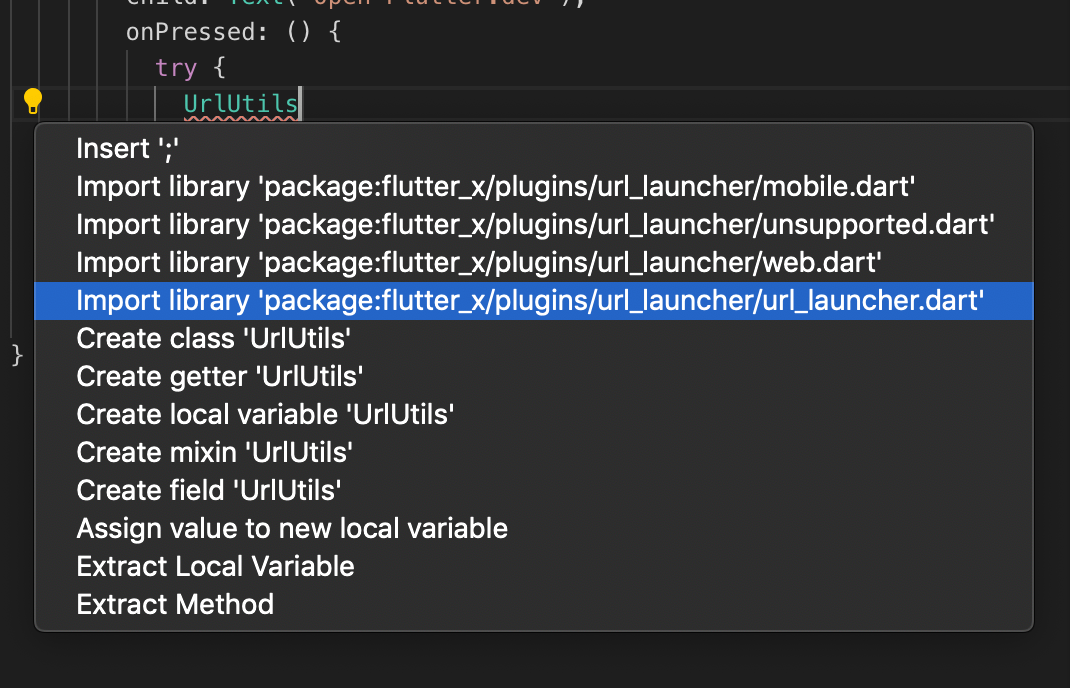 child: Text("Open Flutter.dev"),
onPressed: () {
try {
UrlUtils
Insert ';'
Import library 'package:flutter_x/plugins/url_launcher/mobile.dart'
Import library 'package:flutter_x/plugins/url_launcher/unsupported.dart'
Import library 'package:flutter_x/plugins/url_launcher/web.dart'
Import library 'package:flutter_x/plugins/url_launcher/url_launcher.dart'
Create class 'UrlUtils'
}
Create getter 'UrlUtils'
Create local variable 'UrlUtils'
Create mixin 'UrlUtils'
Create field 'UrlUtils'
Assign value to new local variable
Extract Local Variable
Extract Method